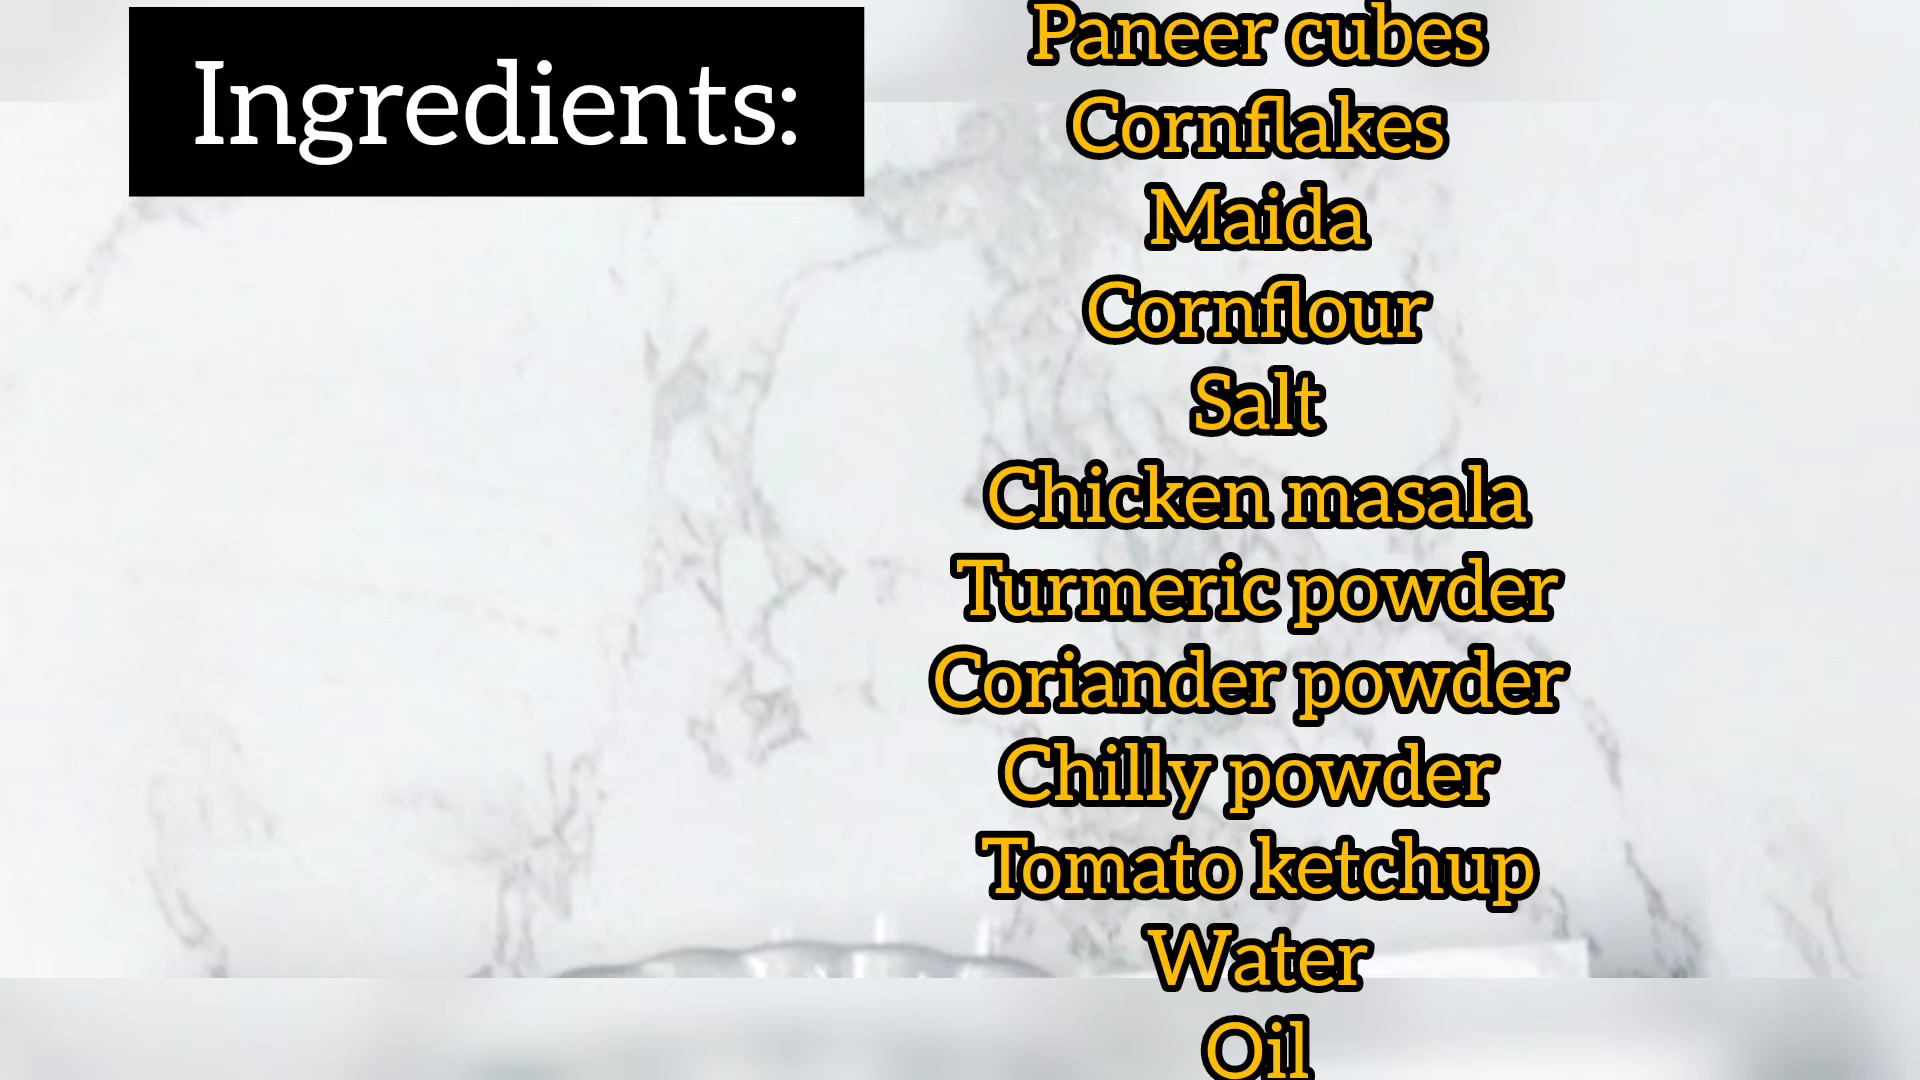 Ingredients:
Paneer cubes
Cornflakes
Maida
Cornflour
Salt
Chicken masala
Turmeric powder
Coriander powder
Chilly powder
Tomato ketchup
Water
Oil